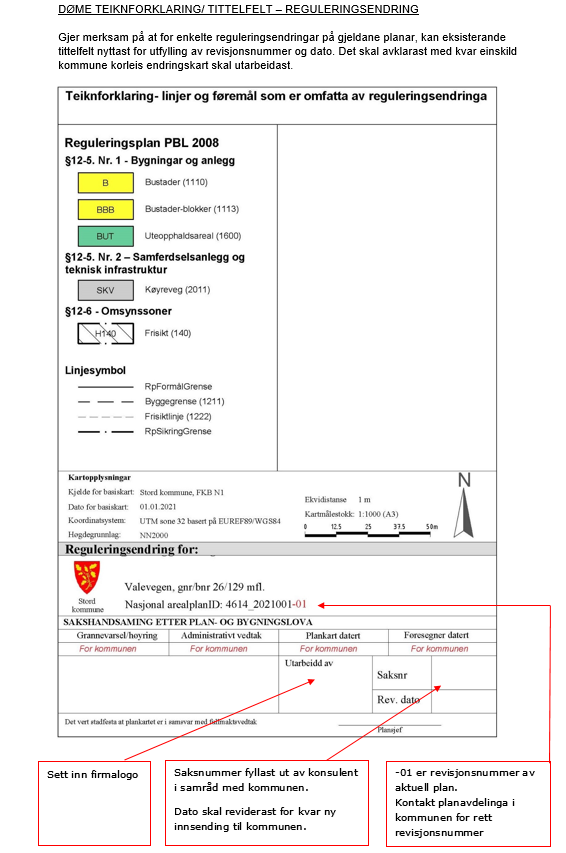 DØME TEIKNFORKLARING/ TITTELFELT – REGULERINGSENDRING
Gjer merksam på at for enkelte reguleringsendringar på gjeldane planar, kan eksisterande
tittelfelt nyttast for utfylling av revisjonsnummer og dato. Det skal avklarast med kvar einskild
kommune korleis endringskart skal utarbeidast.
Teiknforklaring- linjer og føremål som er omfatta av reguleringsendringa
Reguleringsplan PBL 2008
§12-5. Nr. 1 - Bygningar og anlegg
B Bustader (1110)
BBB Bustader-blokker (1113)
BUT Uteopphaldsareal (1600)
§12-5. Nr. 2 – Samferdselsanlegg og
teknisk infrastruktur
SKV Køyreveg (2011)
§12-6 - Omsynssoner
H140 Frisikt (140)
Linjesymbol
RpFormålGrense
Byggegrense (1211)
Frisiktlinje (1222)
RpSikringGrense
Kartopplysningar
Kjelde for basiskart: Stord kommune, FKB N1
Dato for basiskart: 01.01.2021
Koordinatsystem: UTM sone 32 basert på EUREF89/WGS84
Høgdegrunnlag: NN2000
Ekvidistanse 1 m
Kartmålestokk: 1:1000 (A3)
0 12.5 25 37.5 50m
N
Reguleringsendring for:
Stord
kommune
Valevegen, gnr/bnr 26/129 mfl.
Nasjonal arealplanID: 4614_2021001-01
SAKSHANDSAMING ETTER PLAN- OG BYGNINGSLOVA
Grannevarsel/høyring Administrativt vedtak Plankart datert Foresegner datert
For kommunen For kommunen For kommunen For kommunen
Utarbeidd av
Saksnr
Rev. dato
Det vert stadfesta at plankartet er i samsvar med fullmaktsvedtak
Plansjef
Sett inn firmalogo
Saksnummer fyllast ut av konsulent
i samråd med kommunen.
Dato skal reviderast for kvar ny
innsending til kommunen.
-01 er revisjonsnummer av
aktuell plan.
Kontakt planavdelinga i
kommunen for rett
revisjonsnummer